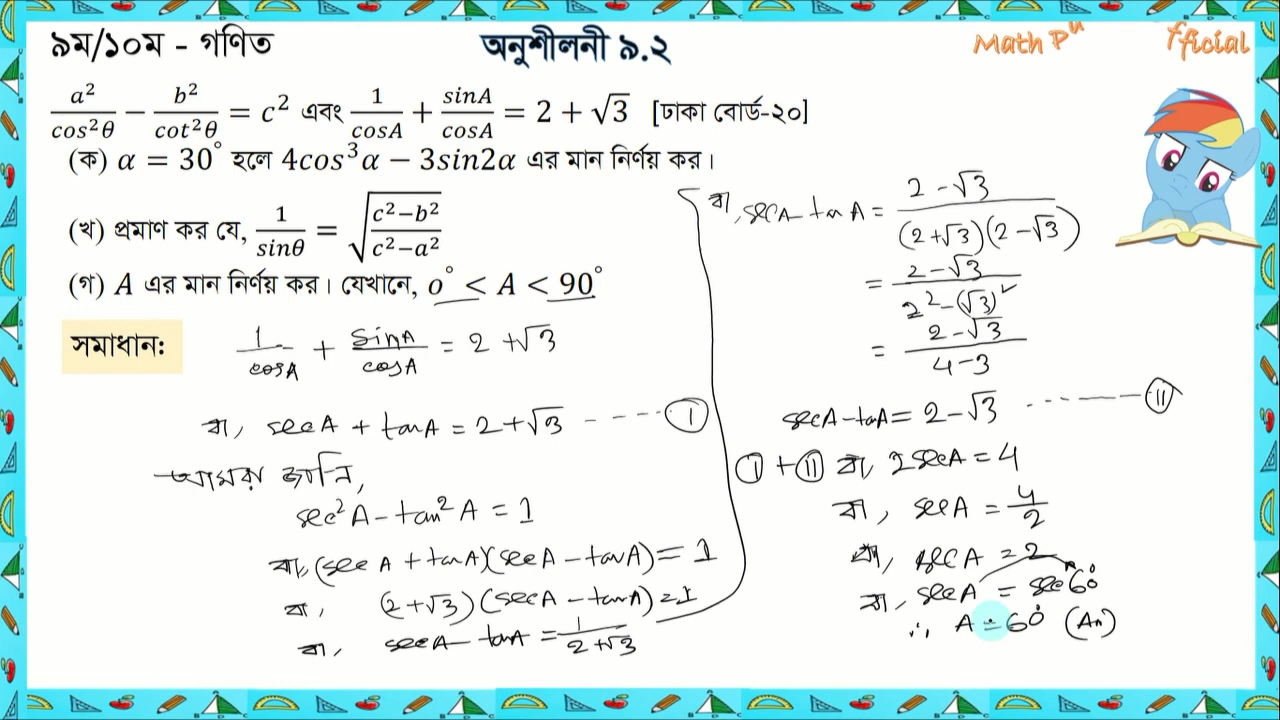 ৯ম/১০ম - গণিত
অনুশীলনী ৯.২
Math Pu fficial
a²/cos²θ − b²/cot²θ = c² এবং 1/cosA + sinA/cosA = 2 + √3 [ঢাকা বোর্ড-২০]
(ক) α = 30° হলে 4cos³α − 3sin2α এর মান নির্ণয় কর।
(খ) প্রমাণ কর যে, 1/sinθ = √((c²−b²)/(c²−a²))
(গ) A এর মান নির্ণয় কর। যেখানে, o° < A < 90°
সমাধান:
1/cosA + sinA/cosA = 2 + √3
বা, secA + tanA = 2 + √3 ----- (I)
আমরা জানি,
sec²A − tan²A = 1
বা, (secA + tanA)(secA − tanA) = 1
বা, (2+√3)(secA − tanA) = 1
বা, secA − tanA = 1/(2+√3)
বা, secA − tanA = (2−√3)/((2+√3)(2−√3))
= (2−√3)/(2²−(√3)²)
= (2−√3)/(4−3)
secA − tanA = 2−√3 -------- (II)
(I) + (II) বা, 2secA = 4
বা, secA = 4/2
বা, secA = 2
বা, secA = sec60°
∴ A = 60° (An)